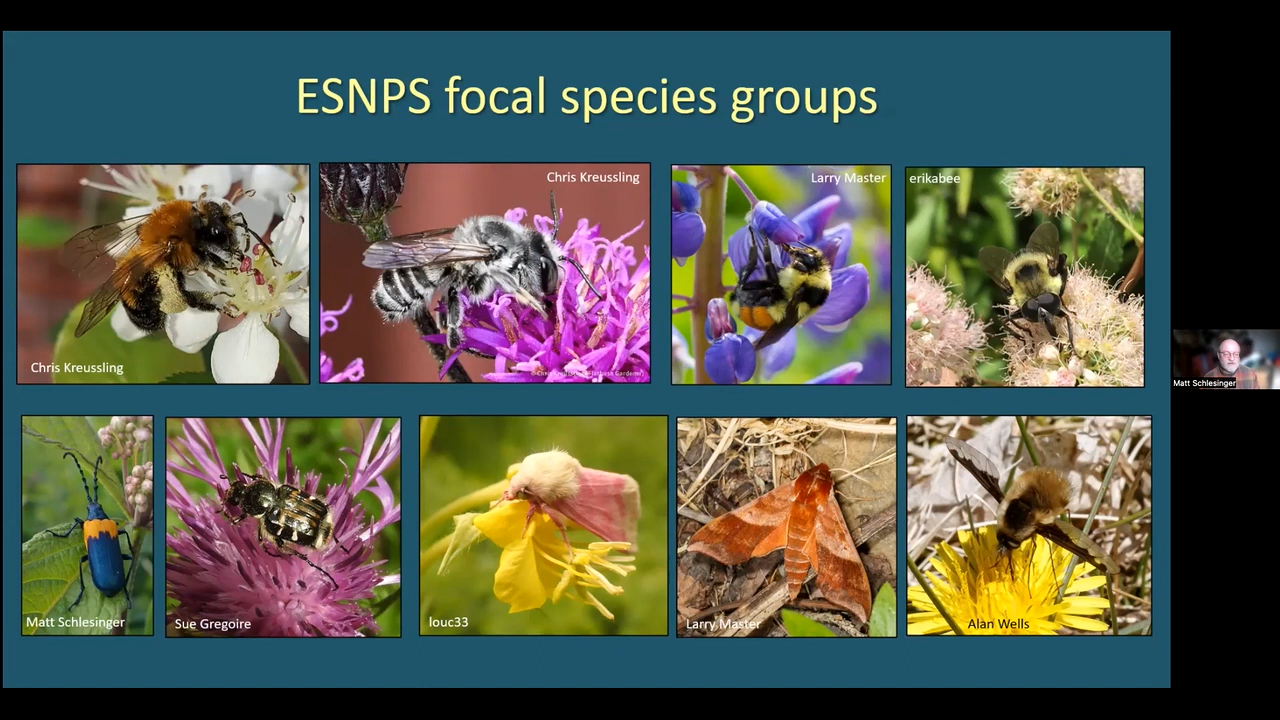 ESNPS focal species groups
Chris Kreussling
Chris Kreussling
Larry Master
erikabee
Matt Schlesinger
Sue Gregoire
louc33
Larry Master
Alan Wells
Matt Schlesinger